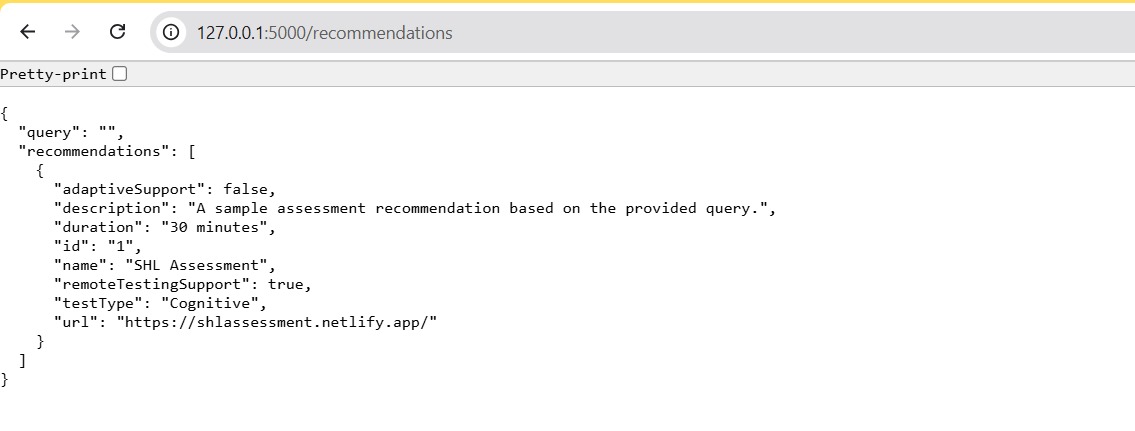 127.0.0.1:5000/recommendations
Pretty-print
{
  "query": "",
  "recommendations": [
    {
      "adaptiveSupport": false,
      "description": "A sample assessment recommendation based on the provided query.",
      "duration": "30 minutes",
      "id": "1",
      "name": "SHL Assessment",
      "remoteTestingSupport": true,
      "testType": "Cognitive",
      "url": "https://shlassessment.netlify.app/"
    }
  ]
}